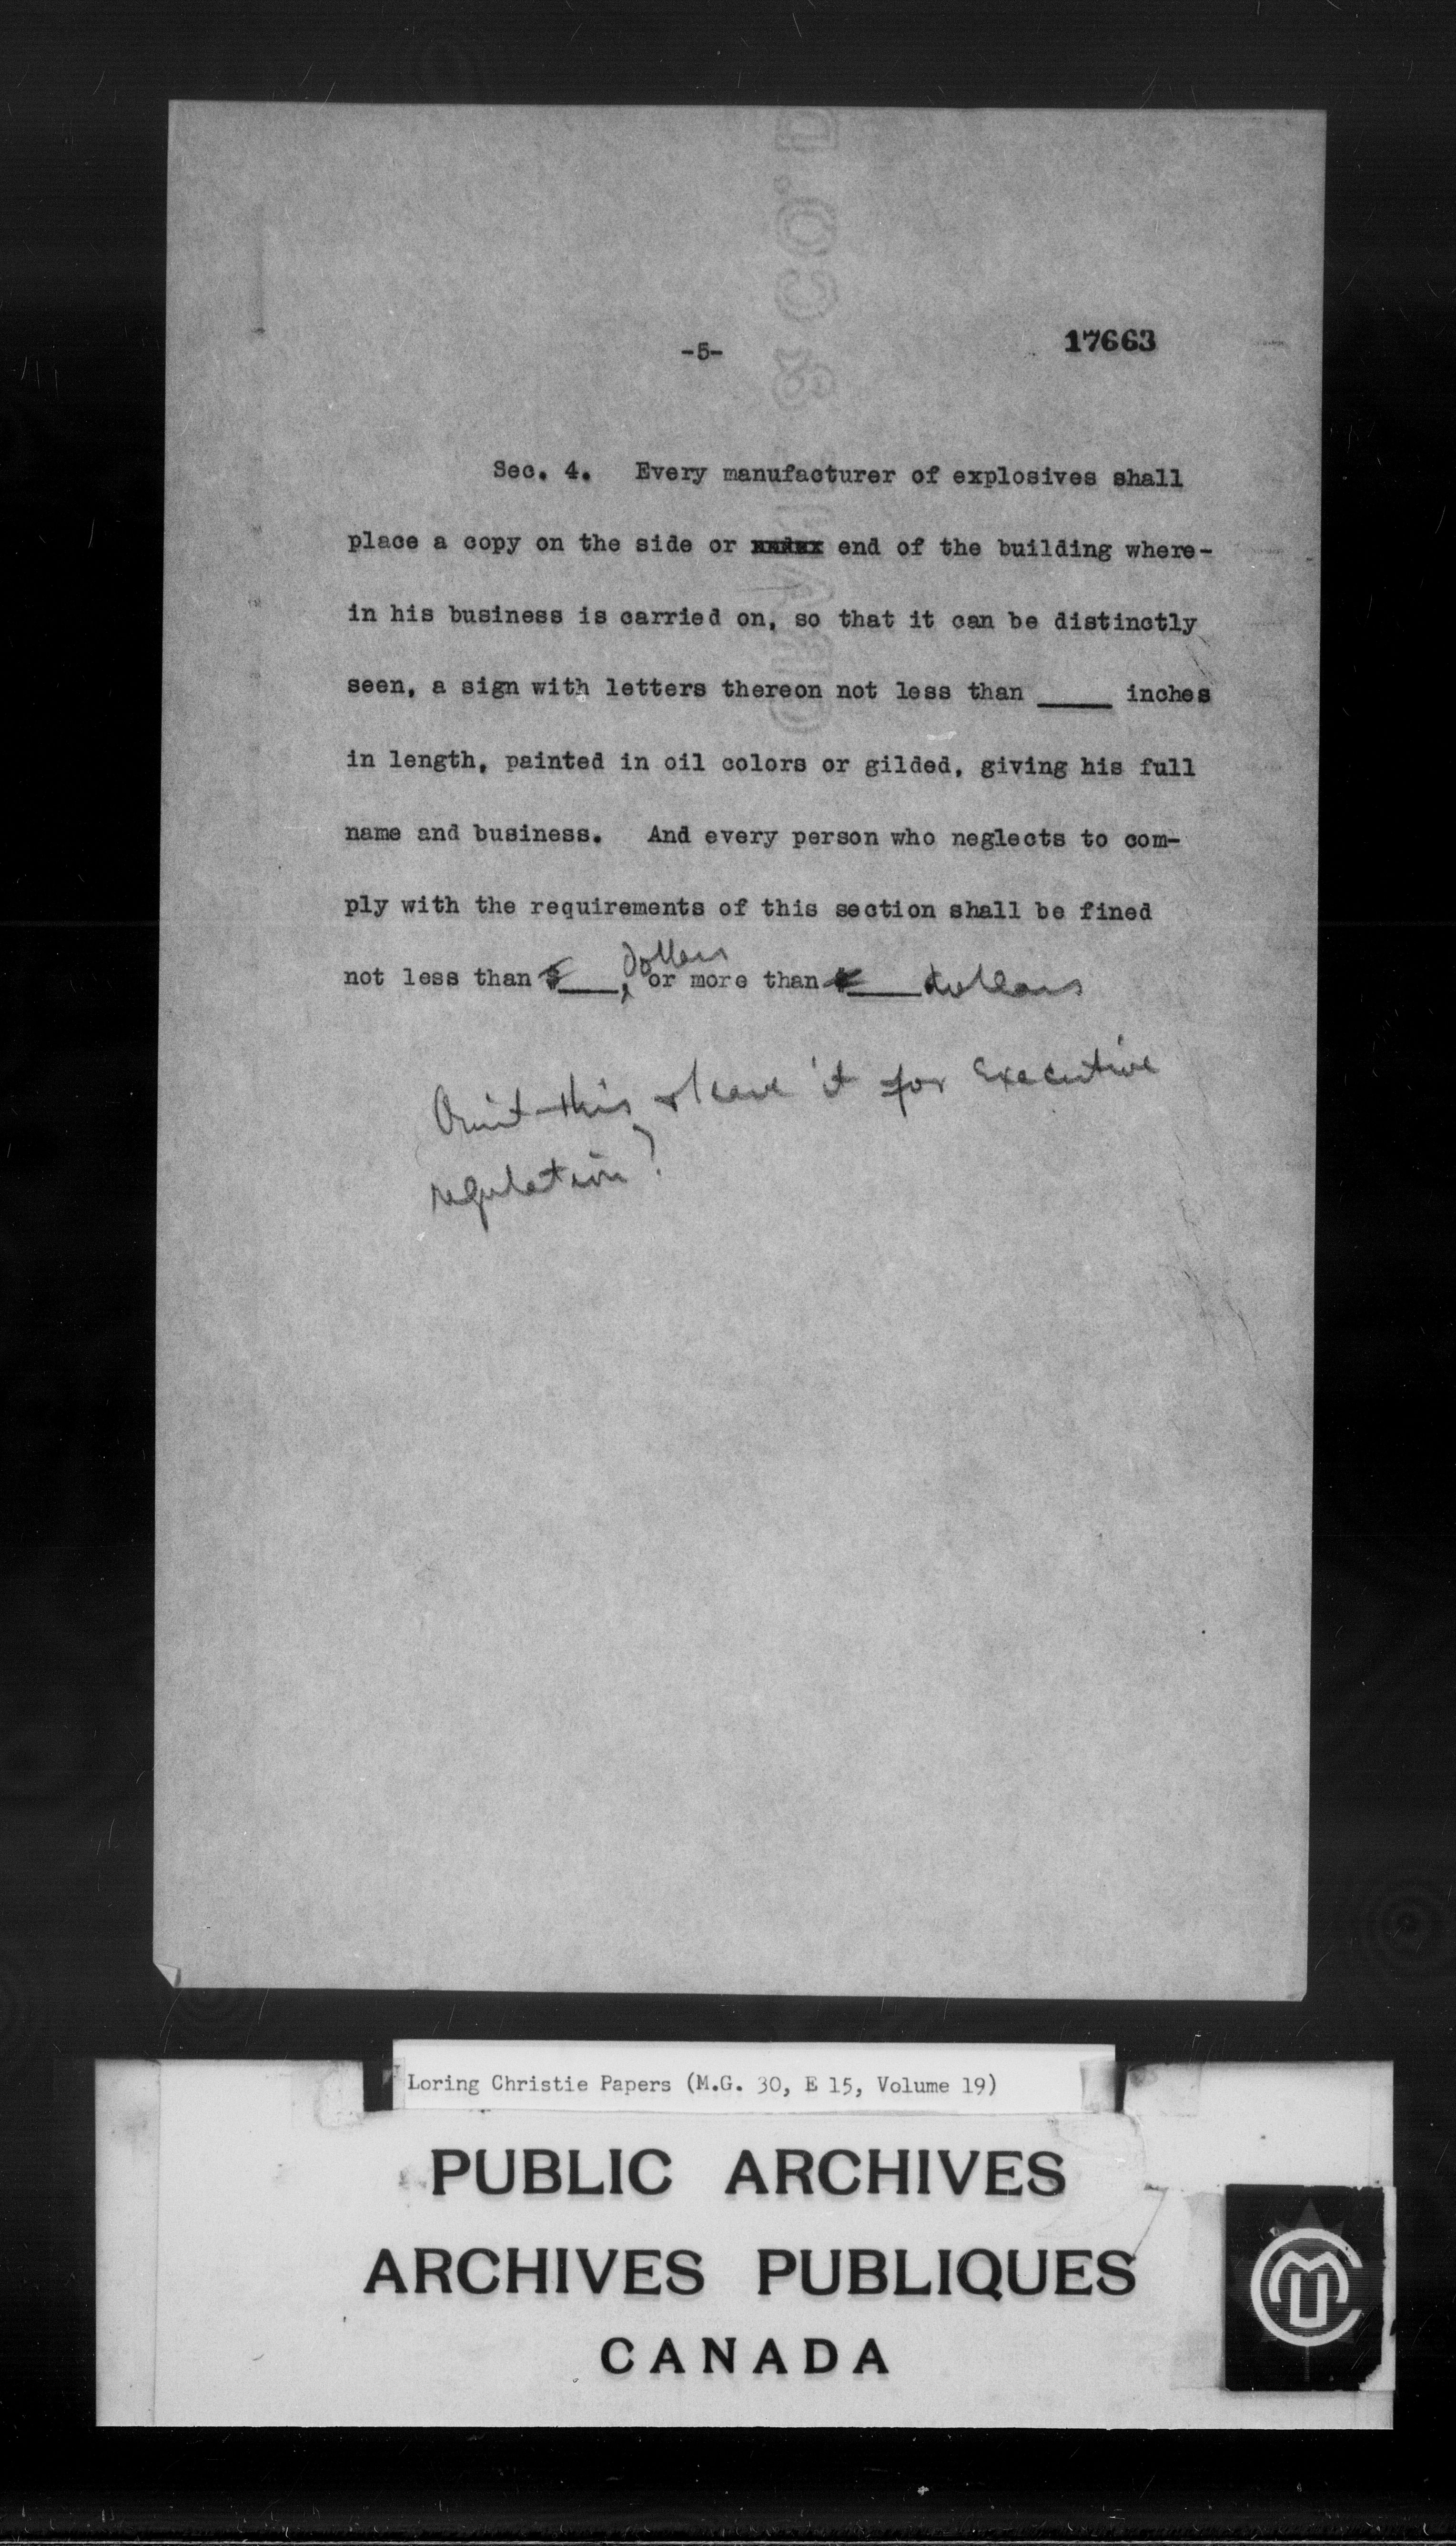 -5-
17663
Sec. 4. Every manufacturer of explosives shall
place a copy on the side or end of the building where-
in his business is carried on, so that it can be distinctly
seen, a sign with letters thereon not less than _____ inches
in length, painted in oil colors or gilded, giving his full
name and business. And every person who neglects to com-
ply with the requirements of this section shall be fined
not less than $____, dollars or more than $____ dollars
Omit this & leave it for Executive
regulation?
Loring Christie Papers (M.G. 30, E 15, Volume 19)
PUBLIC ARCHIVES
ARCHIVES PUBLIQUES
CANADA